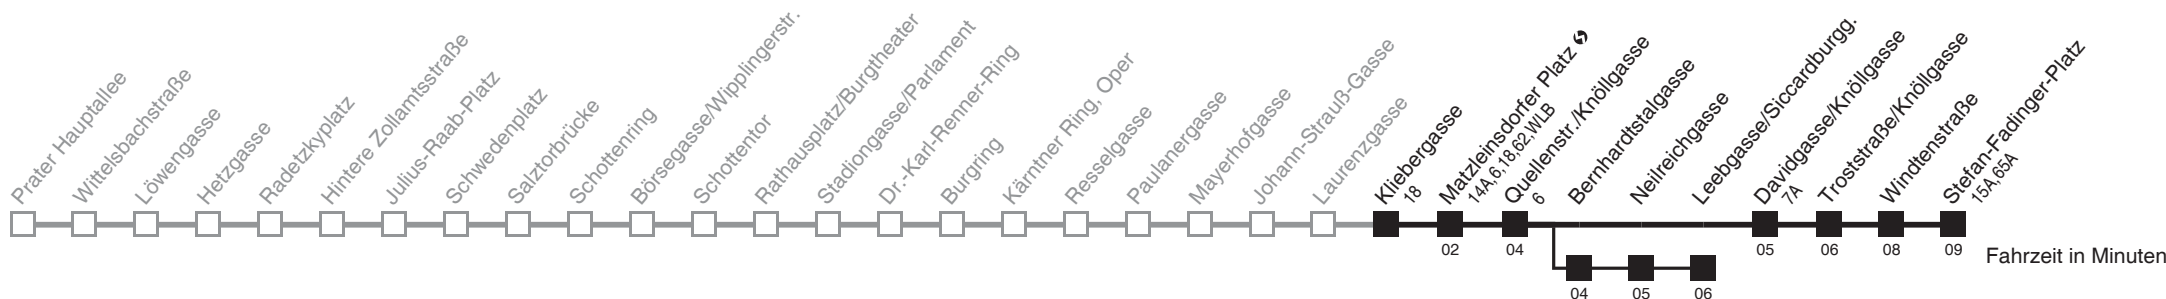 Prater Hauptallee
Wittelsbachstraße
Löwengasse
Hetzgasse
Radetzkyplatz
Hintere Zollamtsstraße
Julius-Raab-Platz
Schwedenplatz
Salztorbrücke
Schottenring
Börsegasse/Wipplingerstr.
Schottentor
Rathausplatz/Burgtheater
Stadiongasse/Parlament
Dr.-Karl-Renner-Ring
Burgring
Kärntner Ring, Oper
Resselgasse
Paulanergasse
Mayerhofgasse
Johann-Strauß-Gasse
Laurenzgasse
Kliebergasse
18
Matzleinsdorfer Platz
14A,6,18,62,WLB
Quellenstr./Knöllgasse
6
Bernhardtstalgasse
Neilreichgasse
Leebgasse/Siccardburgg.
Davidgasse/Knöllgasse
7A
Troststraße/Knöllgasse
Windtenstraße
Stefan-Fadinger-Platz
15A,65A
02
04
05
06
08
09
Fahrzeit in Minuten
04
05
06